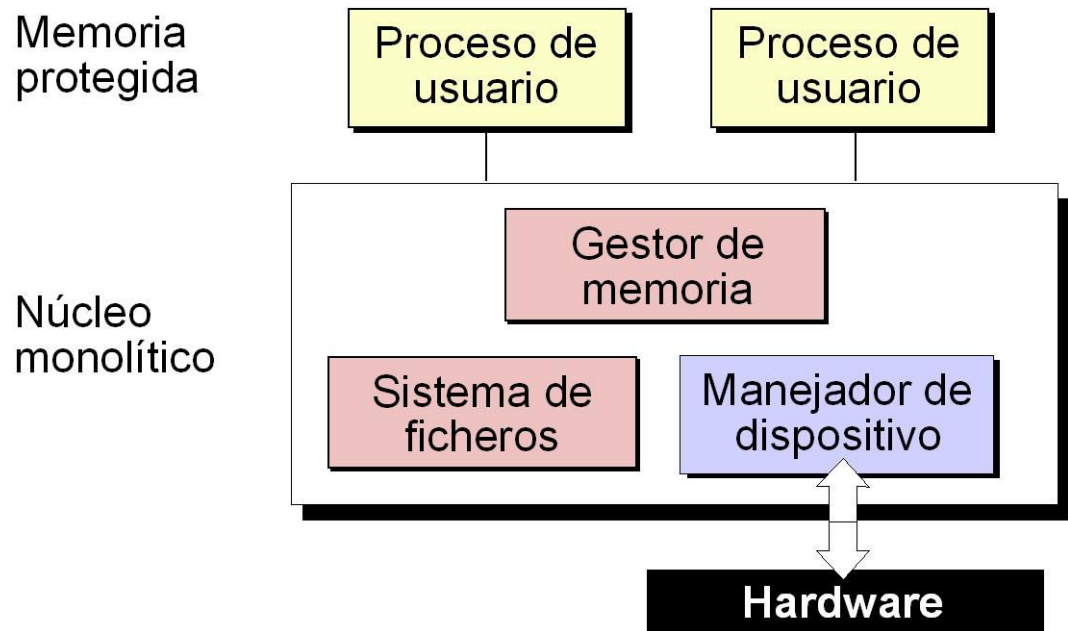 Memoria
protegida
Proceso de
usuario
Proceso de
usuario
Núcleo
monolítico
Gestor de
memoria
Sistema de
ficheros
Manejador de
dispositivo
Hardware